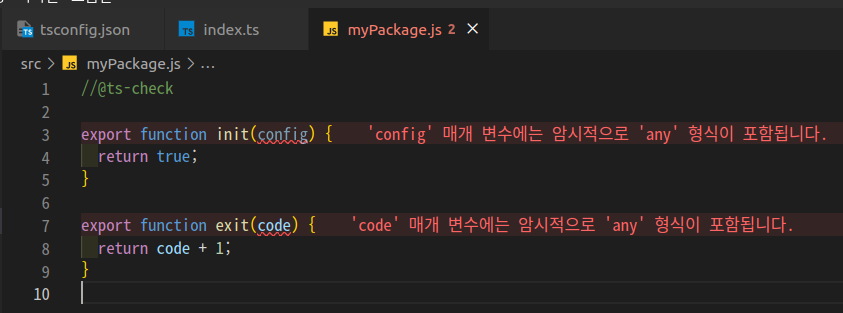 tsconfig.json index.ts myPackage.js 2
src > myPackage.js > ...
1 //@ts-check
2
3 export function init(config) { 'config' 매개 변수에는 암시적으로 'any' 형식이 포함됩니다.
4 return true;
5 }
6
7 export function exit(code) { 'code' 매개 변수에는 암시적으로 'any' 형식이 포함됩니다.
8 return code + 1;
9 }
10